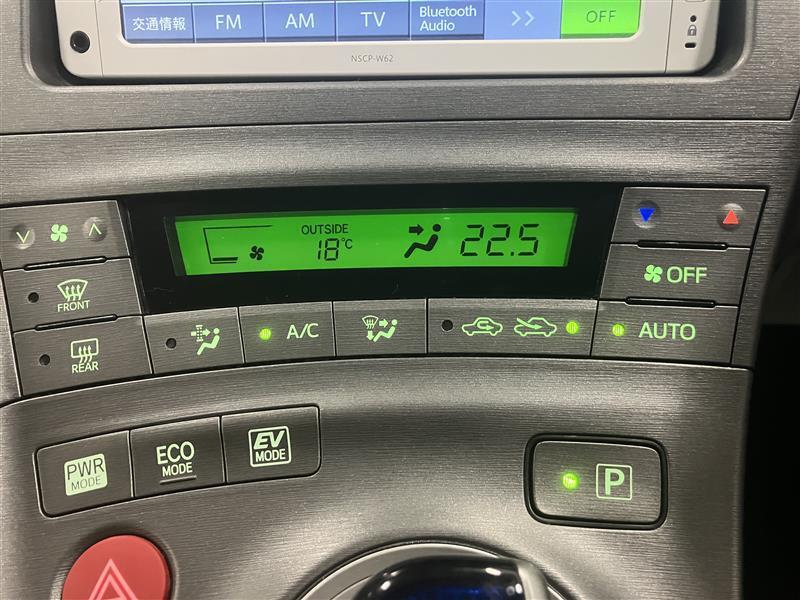 交通情報 FM AM TV Bluetooth Audio >> OFF
NSCP-W62
OUTSIDE
18℃ 22.5
FRONT
OFF
REAR
A/C
AUTO
PWR MODE
ECO MODE
EV MODE
P